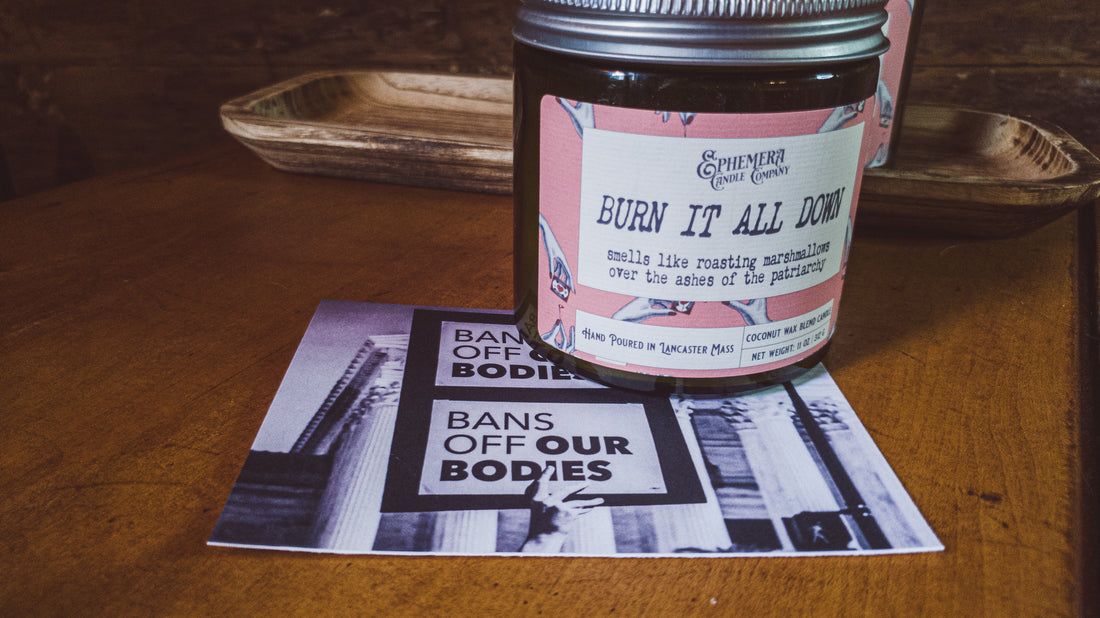 EPHEMERA
CANDLE COMPANY
BURN IT ALL DOWN
smells like roasting marshmallows
over the ashes of the patriarchy
HAND POURED IN LANCASTER MASS
COCONUT WAX BLEND CANDLE
NET WEIGHT: 11 OZ | 312 G
BANS
OFF
BODIES
BANS
OFF OUR
BODIES